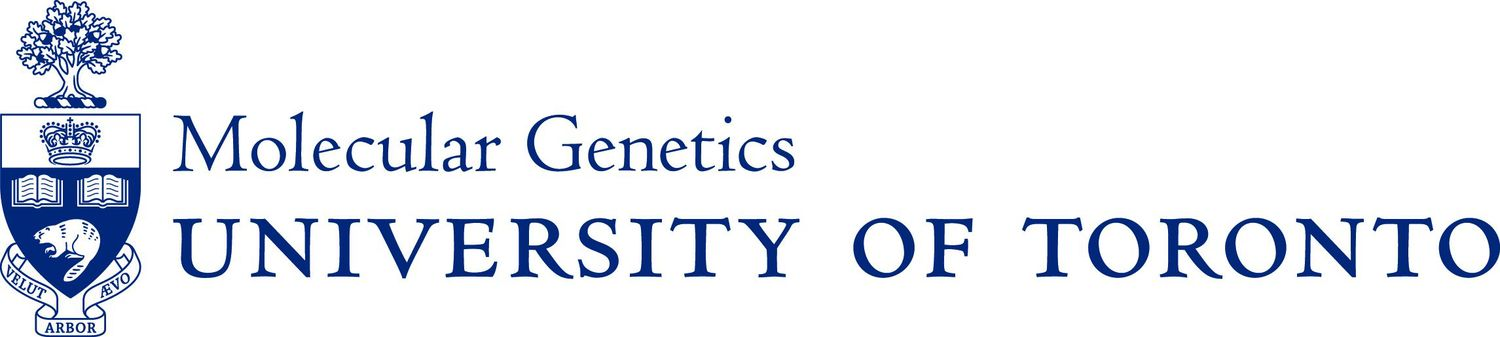 Molecular Genetics
UNIVERSITY OF TORONTO
VELUT ARBOR ÆVO